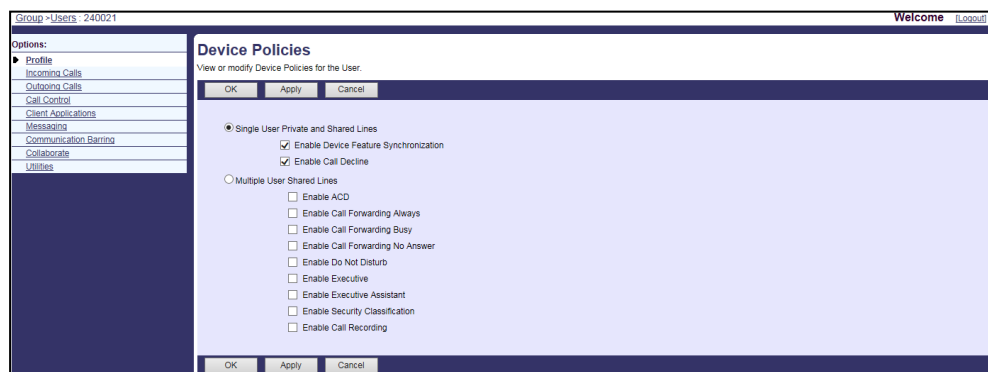 Group >Users : 240021
Welcome [Logout]
Options:
Profile
Incoming Calls
Outgoing Calls
Call Control
Client Applications
Messaging
Communication Barring
Collaborate
Utilities
Device Policies
View or modify Device Policies for the User.
OK Apply Cancel
Single User Private and Shared Lines
Enable Device Feature Synchronization
Enable Call Decline
Multiple User Shared Lines
Enable ACD
Enable Call Forwarding Always
Enable Call Forwarding Busy
Enable Call Forwarding No Answer
Enable Do Not Disturb
Enable Executive
Enable Executive Assistant
Enable Security Classification
Enable Call Recording
OK Apply Cancel